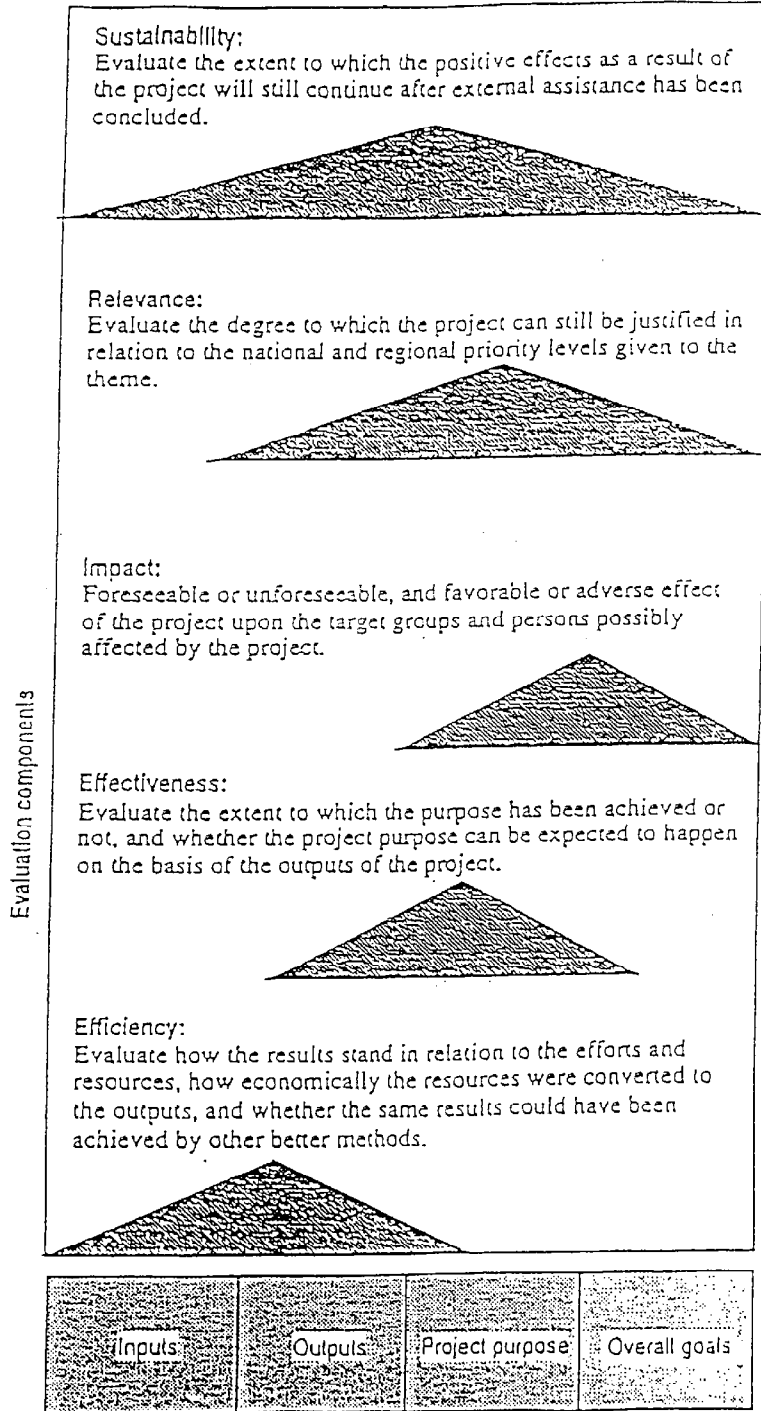 Sustainability:
Evaluate the extent to which the positive effects as a result of
the project will still continue after external assistance has been
concluded.
Relevance:
Evaluate the degree to which the project can still be justified in
relation to the national and regional priority levels given to the
theme.
Impact:
Foreseeable or unforeseeable, and favorable or adverse effect
of the project upon the target groups and persons possibly
affected by the project.
Effectiveness:
Evaluate the extent to which the purpose has been achieved or
not, and whether the project purpose can be expected to happen
on the basis of the outputs of the project.
Efficiency:
Evaluate how the results stand in relation to the efforts and
resources, how economically the resources were converted to
the outputs, and whether the same results could have been
achieved by other better methods.
Evaluation components
Inputs
Outputs
Project purpose
Overall goals